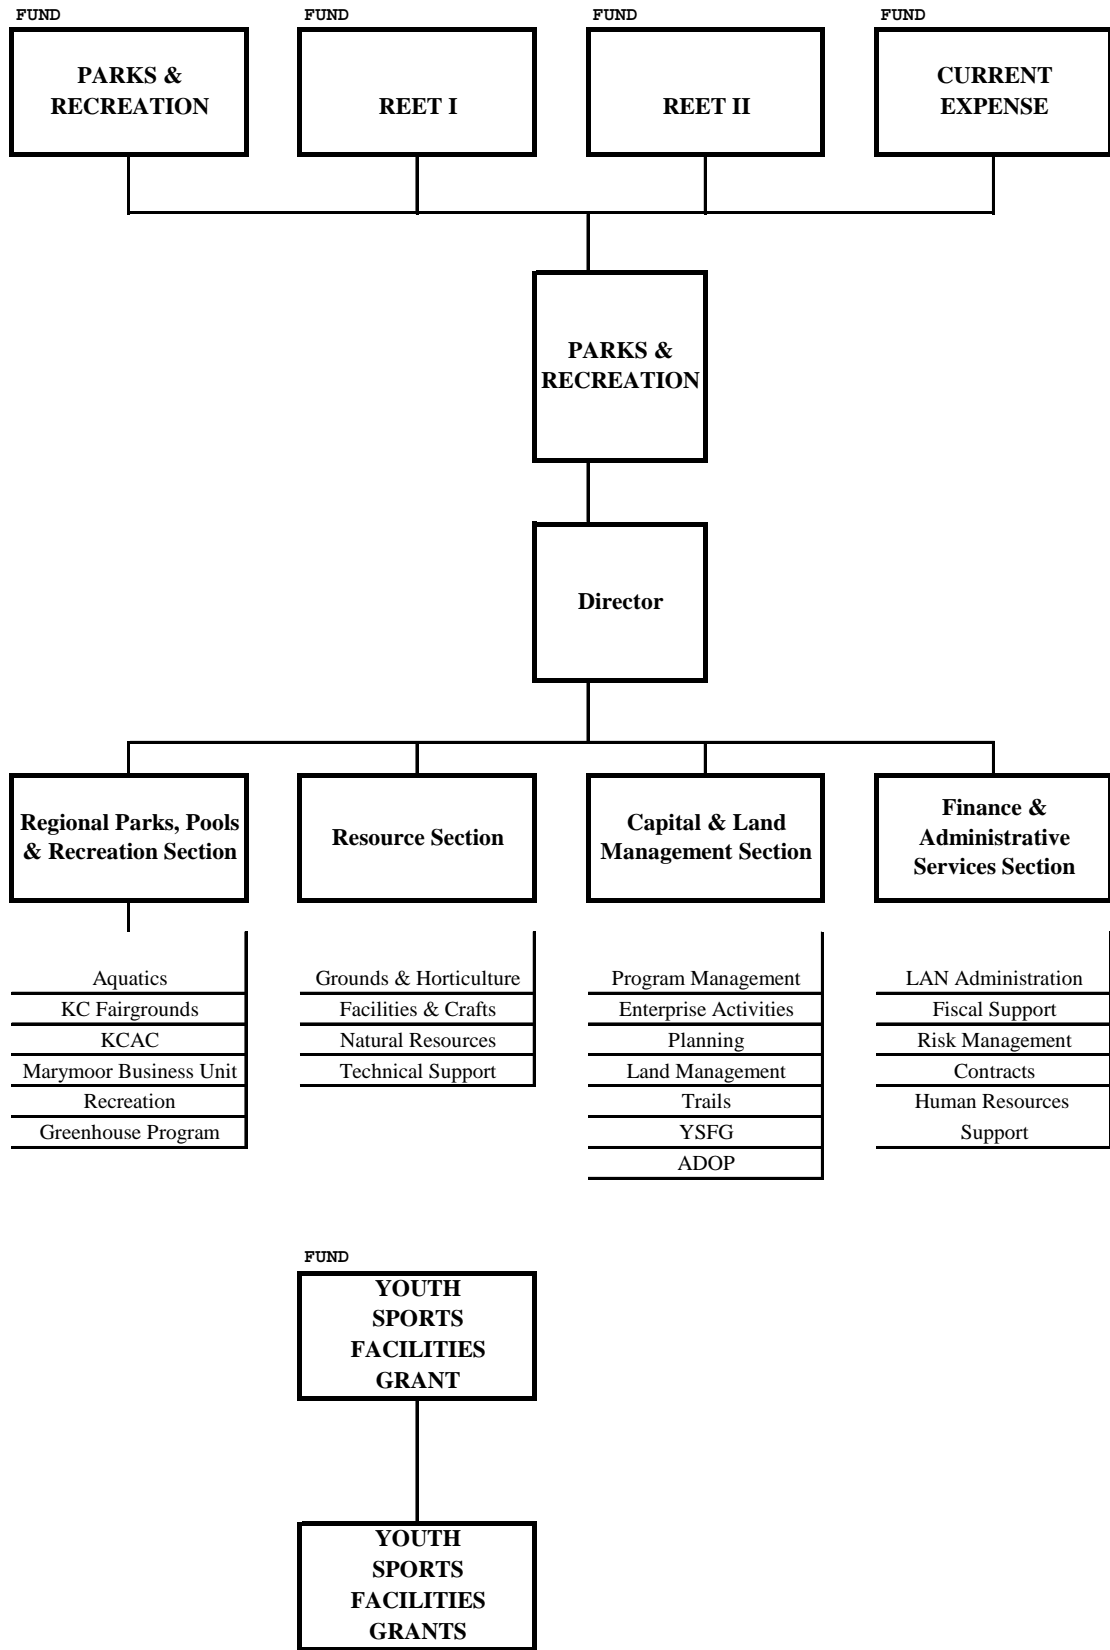 FUND
PARKS &
RECREATION
FUND
REET I
FUND
REET II
FUND
CURRENT
EXPENSE
PARKS &
RECREATION
Director
Regional Parks, Pools
& Recreation Section
Resource Section
Capital & Land
Management Section
Finance &
Administrative
Services Section
Aquatics
KC Fairgrounds
KCAC
Marymoor Business Unit
Recreation
Greenhouse Program
Grounds & Horticulture
Facilities & Crafts
Natural Resources
Technical Support
Program Management
Enterprise Activities
Planning
Land Management
Trails
YSFG
ADOP
LAN Administration
Fiscal Support
Risk Management
Contracts
Human Resources
Support
FUND
YOUTH
SPORTS
FACILITIES
GRANT
YOUTH
SPORTS
FACILITIES
GRANTS